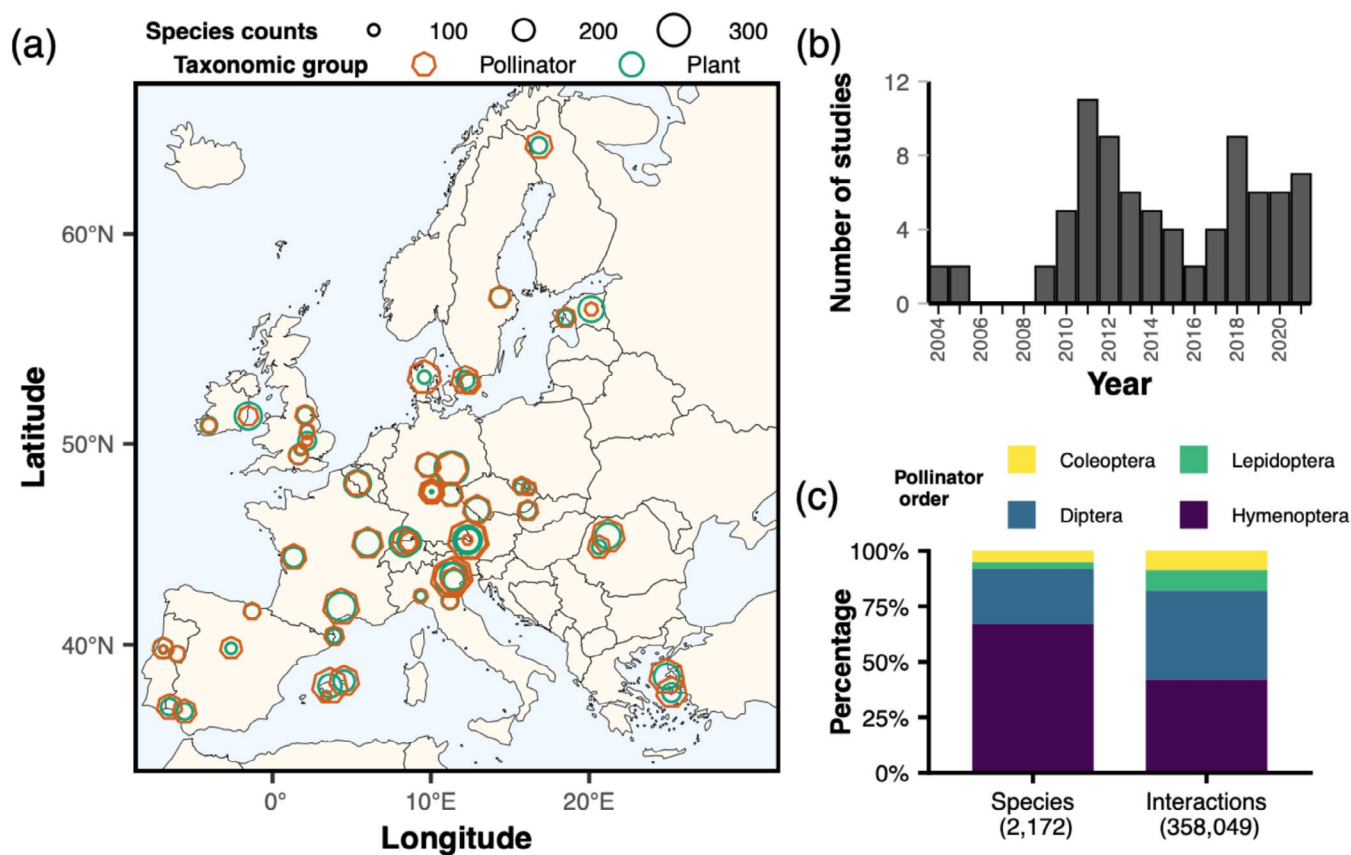 (a)
Species counts 100 200 300
Taxonomic group Pollinator Plant
Latitude
60°N
50°N
40°N
0° 10°E 20°E
Longitude
(b)
Number of studies
12
8
4
0
2004 2006 2008 2010 2012 2014 2016 2018 2020
Year
(c)
Pollinator
order
Coleoptera Lepidoptera
Diptera Hymenoptera
Percentage
100%
75%
50%
25%
0%
Species Interactions
(2,172) (358,049)